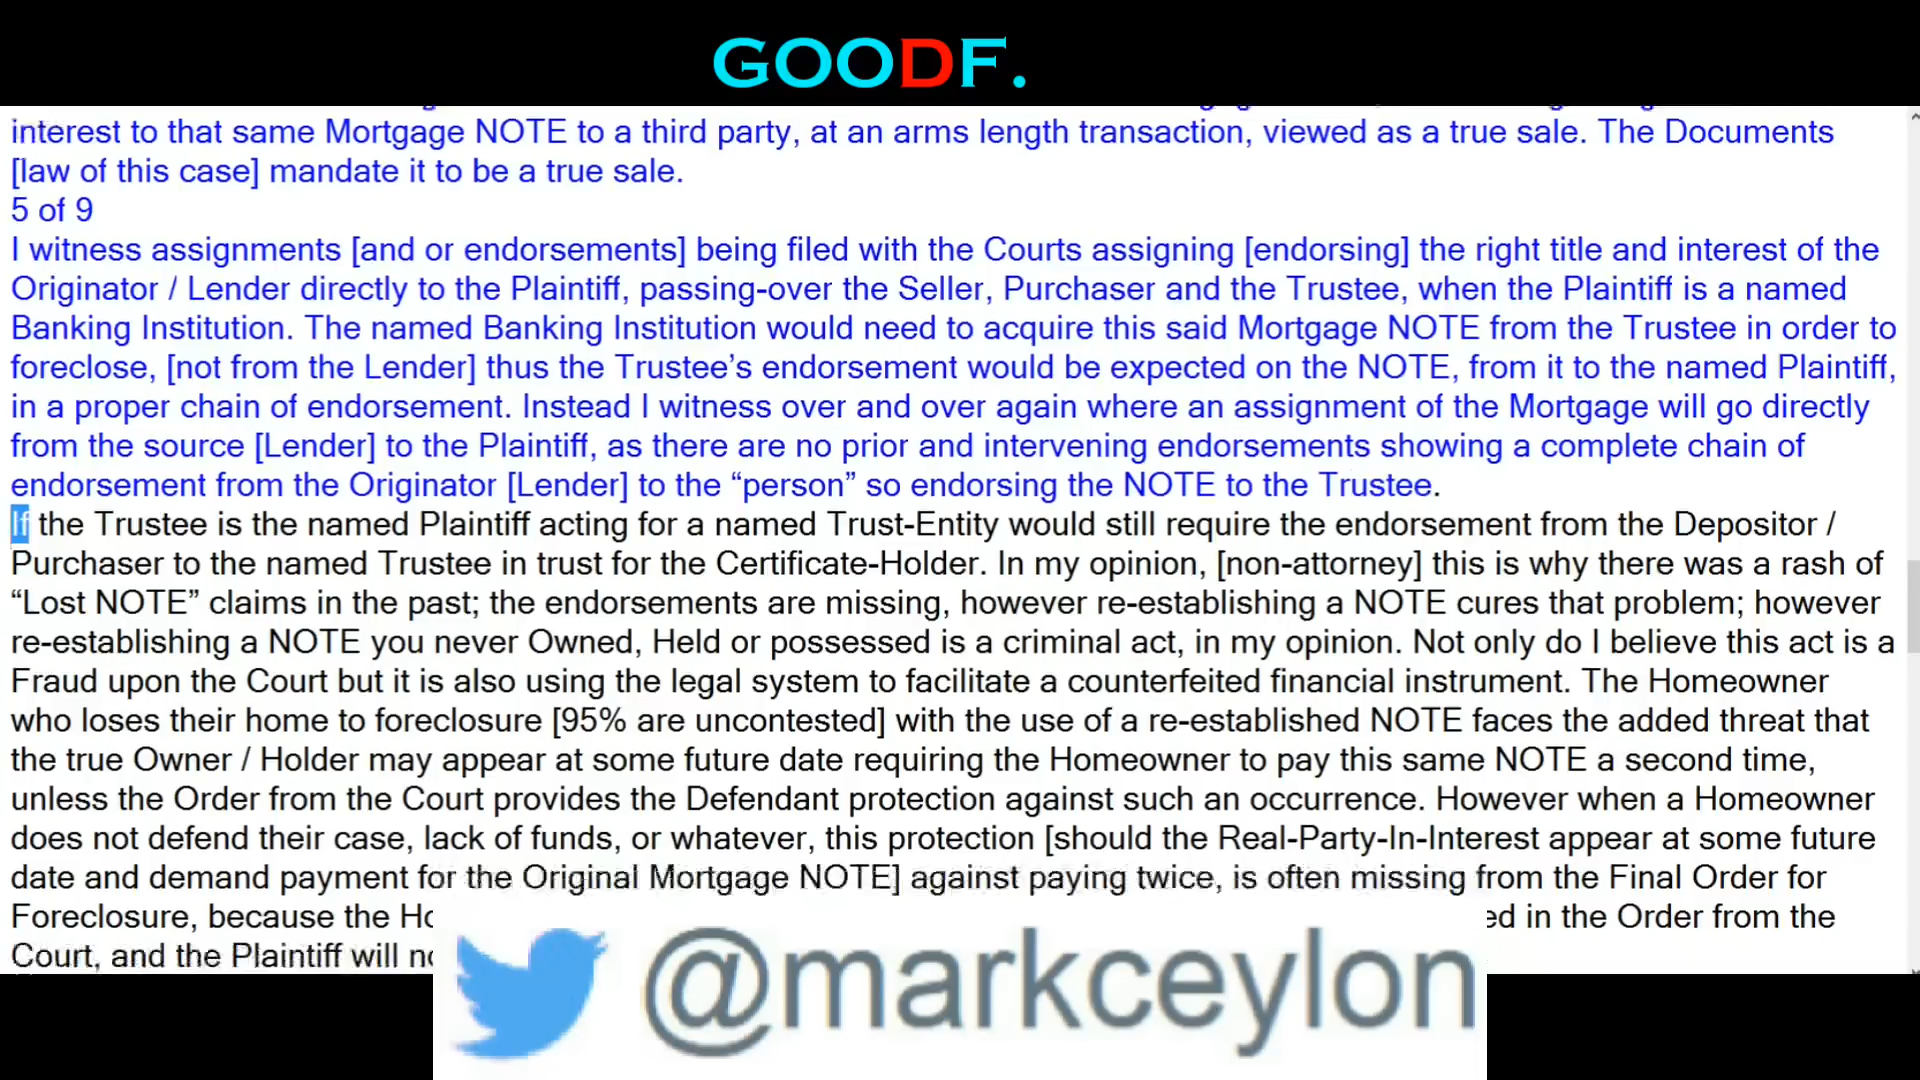 GOODF.
interest to that same Mortgage NOTE to a third party, at an arms length transaction, viewed as a true sale. The Documents
[law of this case] mandate it to be a true sale.
5 of 9
I witness assignments [and or endorsements] being filed with the Courts assigning [endorsing] the right title and interest of the
Originator / Lender directly to the Plaintiff, passing-over the Seller, Purchaser and the Trustee, when the Plaintiff is a named
Banking Institution. The named Banking Institution would need to acquire this said Mortgage NOTE from the Trustee in order to
foreclose, [not from the Lender] thus the Trustee’s endorsement would be expected on the NOTE, from it to the named Plaintiff,
in a proper chain of endorsement. Instead I witness over and over again where an assignment of the Mortgage will go directly
from the source [Lender] to the Plaintiff, as there are no prior and intervening endorsements showing a complete chain of
endorsement from the Originator [Lender] to the “person” so endorsing the NOTE to the Trustee.
If the Trustee is the named Plaintiff acting for a named Trust-Entity would still require the endorsement from the Depositor /
Purchaser to the named Trustee in trust for the Certificate-Holder. In my opinion, [non-attorney] this is why there was a rash of
“Lost NOTE” claims in the past; the endorsements are missing, however re-establishing a NOTE cures that problem; however
re-establishing a NOTE you never Owned, Held or possessed is a criminal act, in my opinion. Not only do I believe this act is a
Fraud upon the Court but it is also using the legal system to facilitate a counterfeited financial instrument. The Homeowner
who loses their home to foreclosure [95% are uncontested] with the use of a re-established NOTE faces the added threat that
the true Owner / Holder may appear at some future date requiring the Homeowner to pay this same NOTE a second time,
unless the Order from the Court provides the Defendant protection against such an occurrence. However when a Homeowner
does not defend their case, lack of funds, or whatever, this protection [should the Real-Party-In-Interest appear at some future
date and demand payment for the Original Mortgage NOTE] against paying twice, is often missing from the Final Order for
Foreclosure, because the in the Order from the
Court, and the Plaintiff will
@markceylon